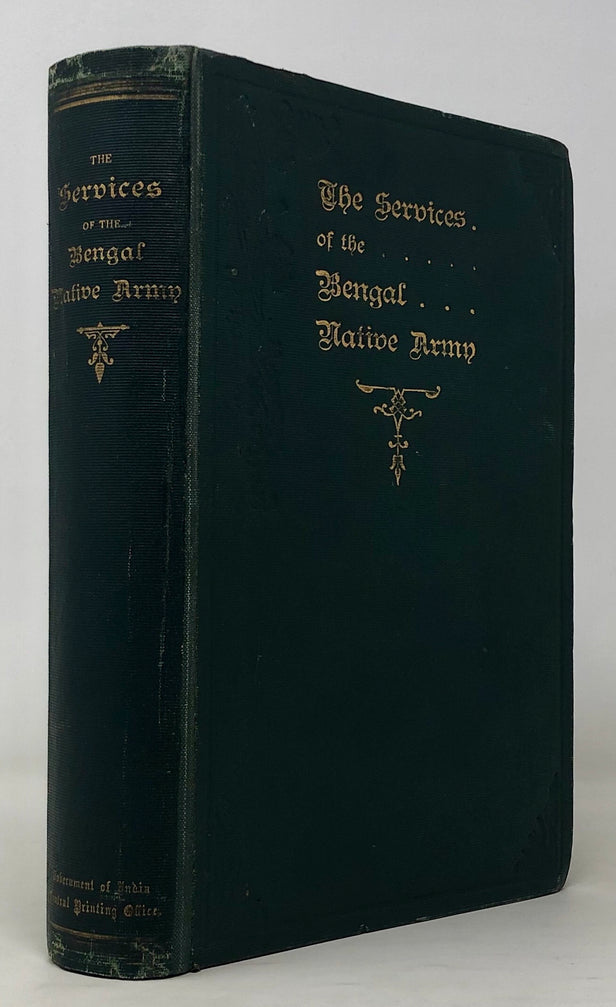 THE
Services
OF THE
Bengal
Native Army
Government of India
Central Printing Office.
The Services .
of the . . . . . .
Bengal . . .
Native Army